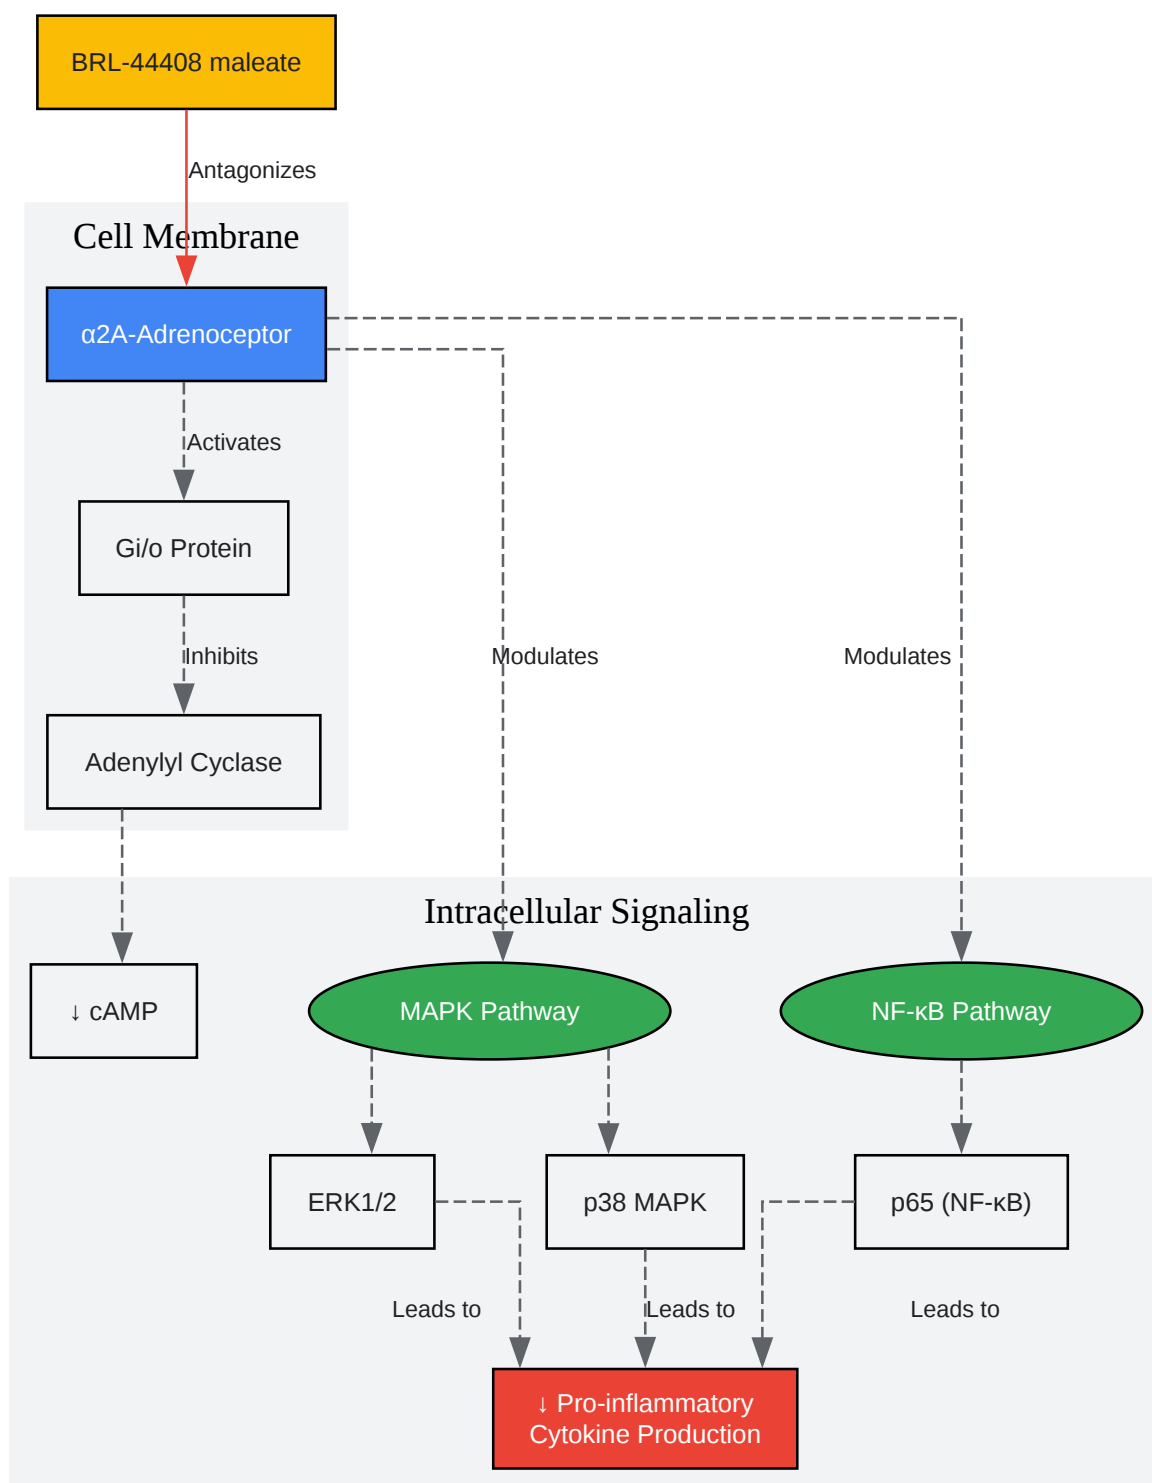 BRL-44408 maleate
Antagonizes
Cell Membrane
α2A-Adrenoceptor
Activates
Gi/o Protein
Inhibits
Modulates
Modulates
Adenylyl Cyclase
Intracellular Signaling
↓ cAMP
MAPK Pathway
NF-κB Pathway
ERK1/2
p38 MAPK
p65 (NF-κB)
Leads to
Leads to
Leads to
↓ Pro-inflammatory
Cytokine Production